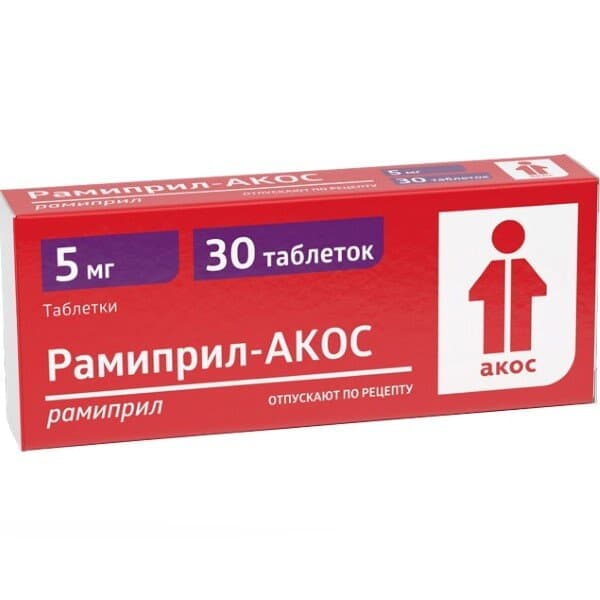 Рамиприл-АКОС
рамиприл
ОТПУСКАЮТ ПО РЕЦЕПТУ
5 мг
30 таблеток
5 мг
30 таблеток
Таблетки
Рамиприл-АКОС
рамиприл
ОТПУСКАЮТ ПО РЕЦЕПТУ
акос